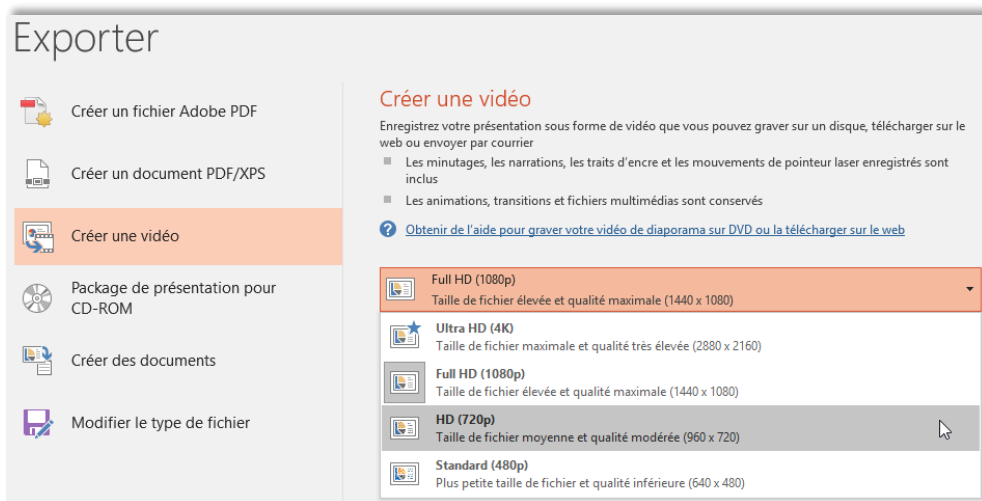 Exporter
Créer un fichier Adobe PDF
Créer un document PDF/XPS
Créer une vidéo
Package de présentation pour
CD-ROM
Créer des documents
Modifier le type de fichier
Créer une vidéo
Enregistrez votre présentation sous forme de vidéo que vous pouvez graver sur un disque, télécharger sur le
web ou envoyer par courrier
Les minutages, les narrations, les traits d'encre et les mouvements de pointeur laser enregistrés sont
inclus
Les animations, transitions et fichiers multimédias sont conservés
Obtenir de l'aide pour graver votre vidéo de diaporama sur DVD ou la télécharger sur le web
Full HD (1080p)
Taille de fichier élevée et qualité maximale (1440 x 1080)
Ultra HD (4K)
Taille de fichier maximale et qualité très élevée (2880 x 2160)
Full HD (1080p)
Taille de fichier élevée et qualité maximale (1440 x 1080)
HD (720p)
Taille de fichier moyenne et qualité modérée (960 x 720)
Standard (480p)
Plus petite taille de fichier et qualité inférieure (640 x 480)